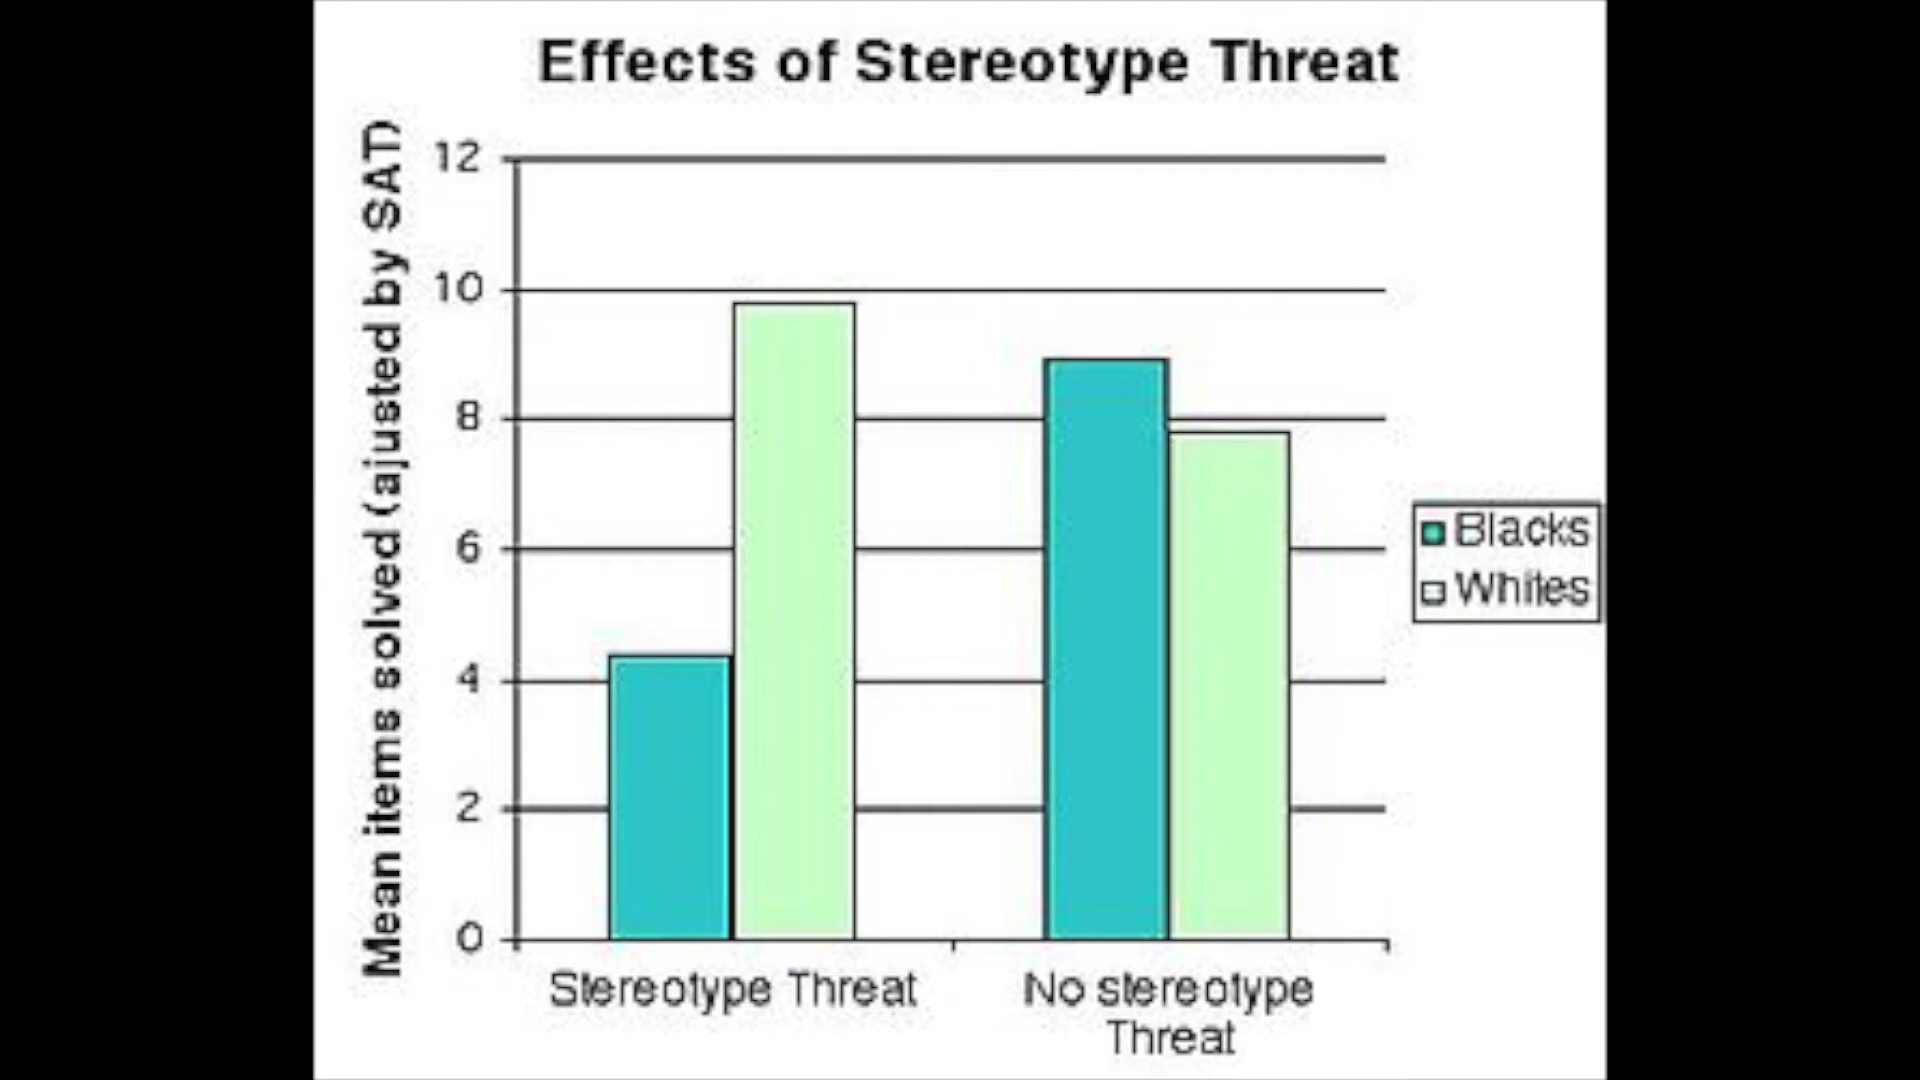 Effects of Stereotype Threat
Mean items solved (ajusted by SAT)
12
10
8
6
4
2
0
Stereotype Threat
No stereotype
Threat
Blacks
Whites